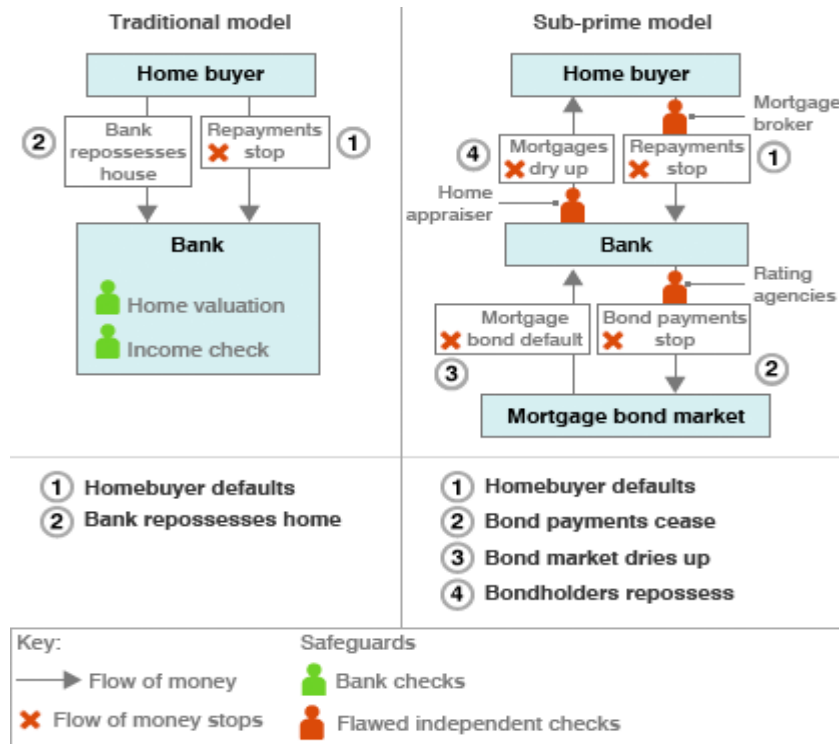 Traditional model
Home buyer
2
Bank
repossesses
house
Repayments
stop
1
Bank
Home valuation
Income check
1 Homebuyer defaults
2 Bank repossesses home
Sub-prime model
Home buyer
Mortgage
broker
4
Mortgages
dry up
Repayments
stop
1
Home
appraiser
Bank
Rating
agencies
Mortgage
bond default
3
Bond payments
stop
2
Mortgage bond market
1 Homebuyer defaults
2 Bond payments cease
3 Bond market dries up
4 Bondholders repossess
Key:
Flow of money
Flow of money stops
Safeguards
Bank checks
Flawed independent checks